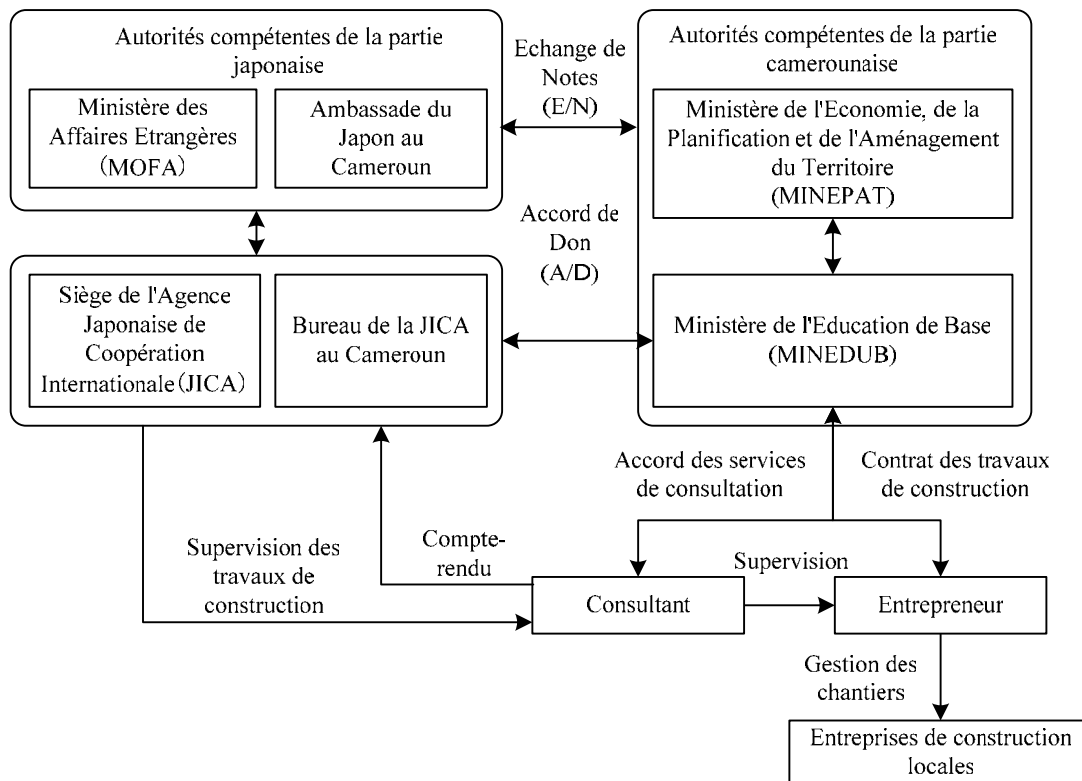 Autorités compétentes de la partie
japonaise
Ministère des
Affaires Etrangères
(MOFA)
Ambassade du
Japon au
Cameroun
Echange de
Notes
(E/N)
Autorités compétentes de la partie
camerounaise
Ministère de l'Economie, de la
Planification et de l'Aménagement
du Territoire
(MINEPAT)
Accord de
Don
(A/D)
Siège de l'Agence
Japonaise de
Coopération
Internationale(JICA)
Bureau de la JICA
au Cameroun
Ministère de l'Education de Base
(MINEDUB)
Accord des services
de consultation
Contrat des travaux
de construction
Supervision des
travaux de
construction
Compte-
rendu
Supervision
Consultant
Entrepreneur
Gestion des
chantiers
Entreprises de construction
locales